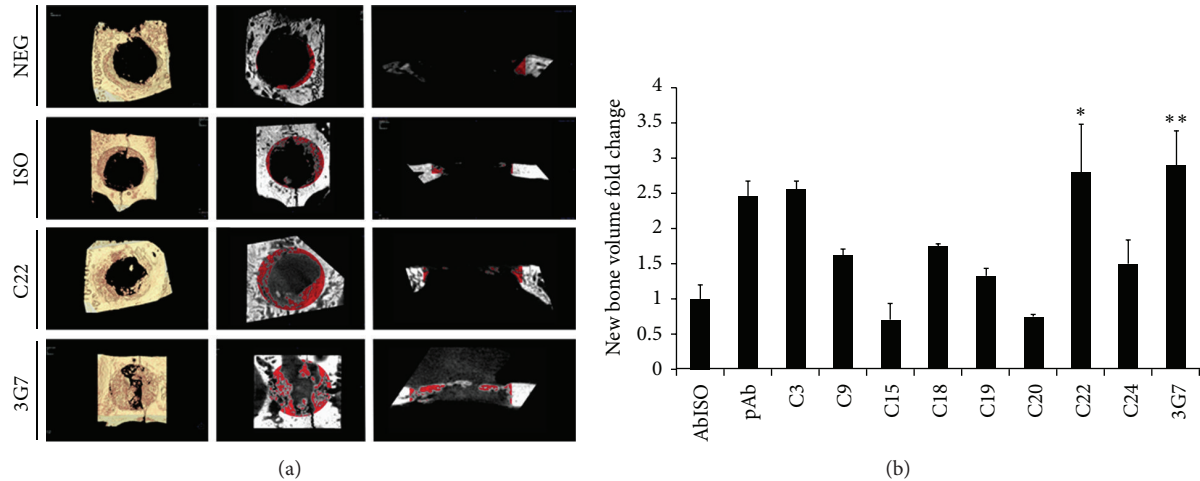 NEG
ISO
C22
3G7
(a)
New bone volume fold change
4
3.5
3
2.5
2
1.5
1
0.5
0
*
**
AbISO
pAb
C3
C9
C15
C18
C19
C20
C22
C24
3G7
(b)